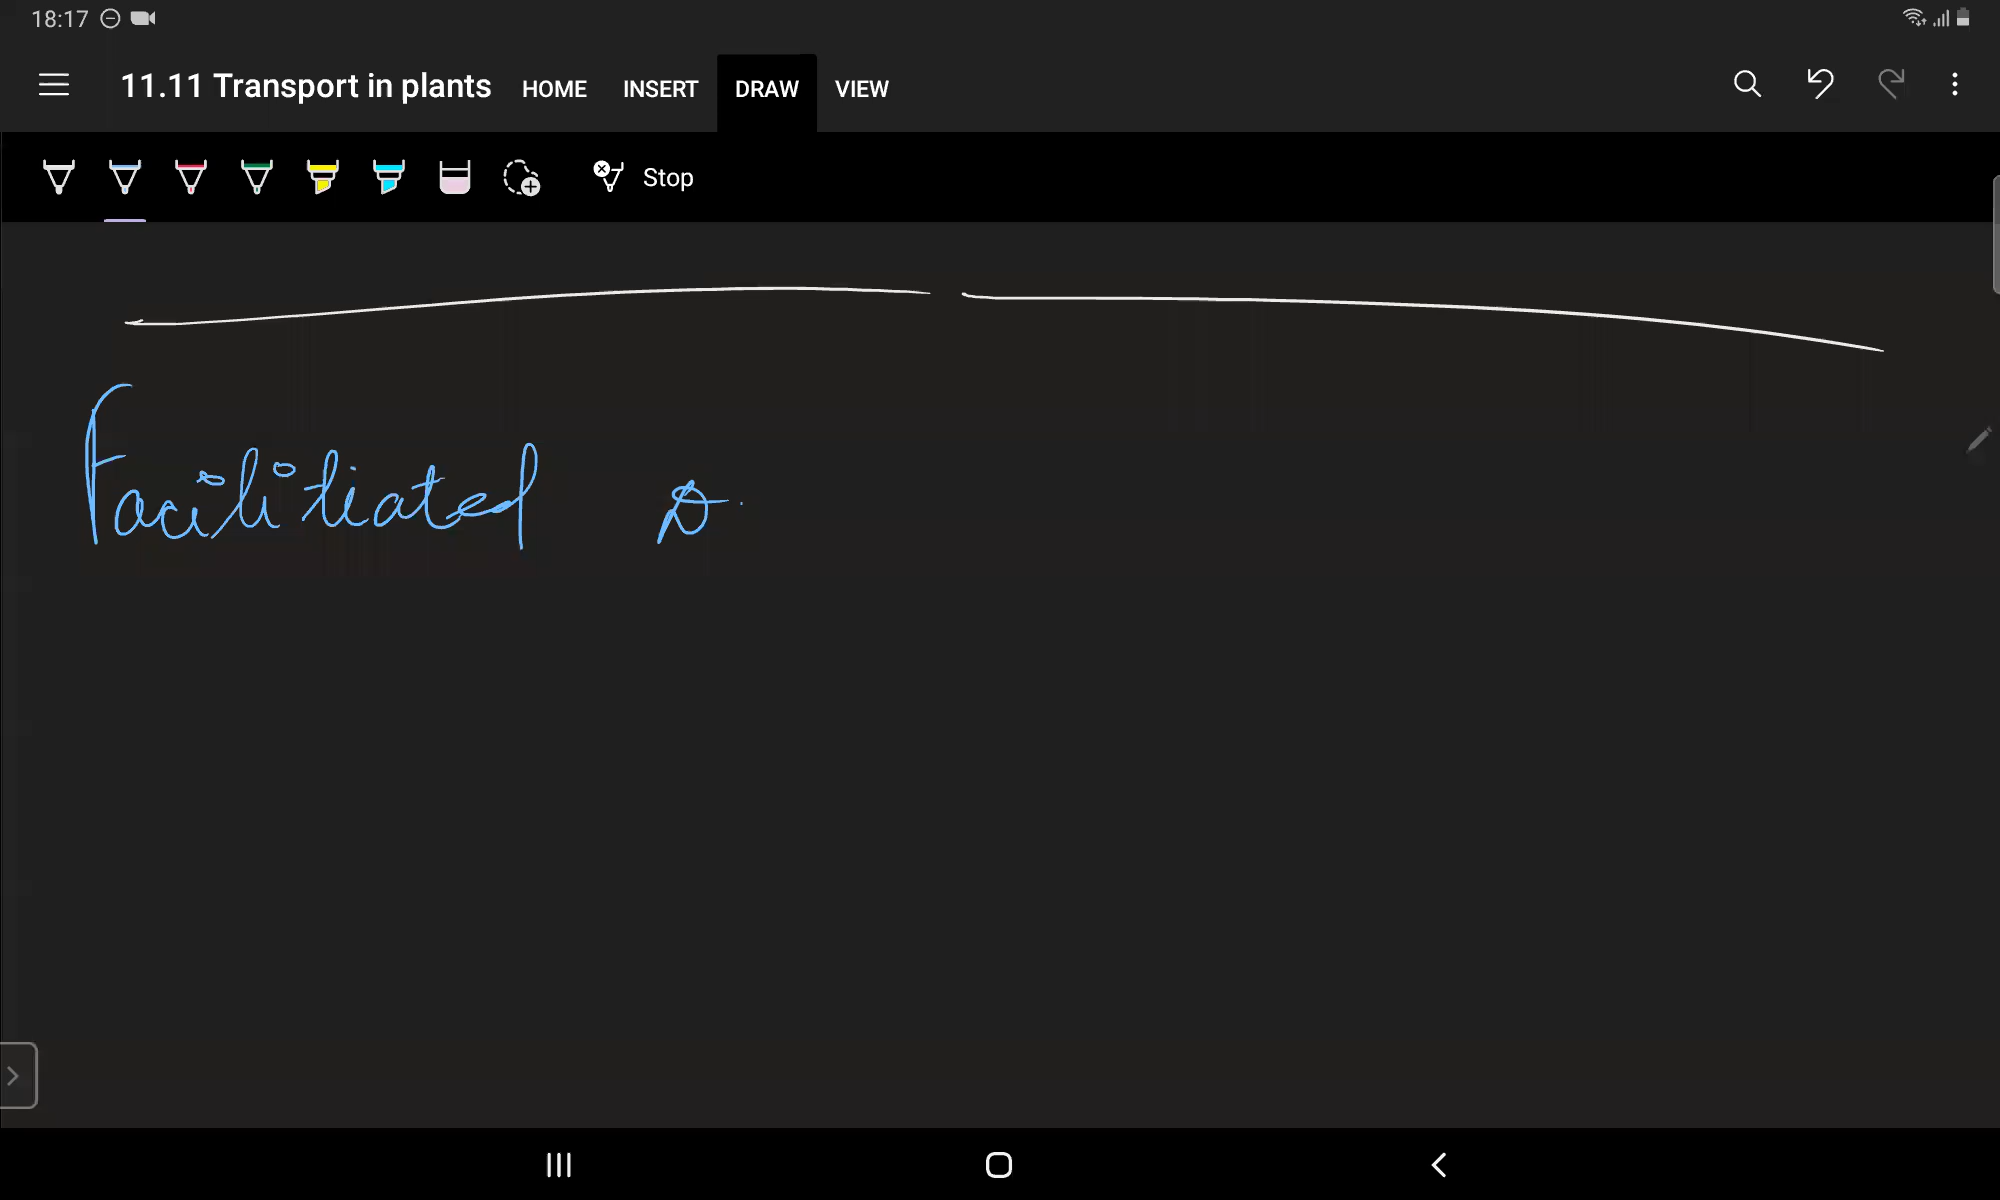 18:17
11.11 Transport in plants HOME INSERT DRAW VIEW
Stop
Facilitiated D